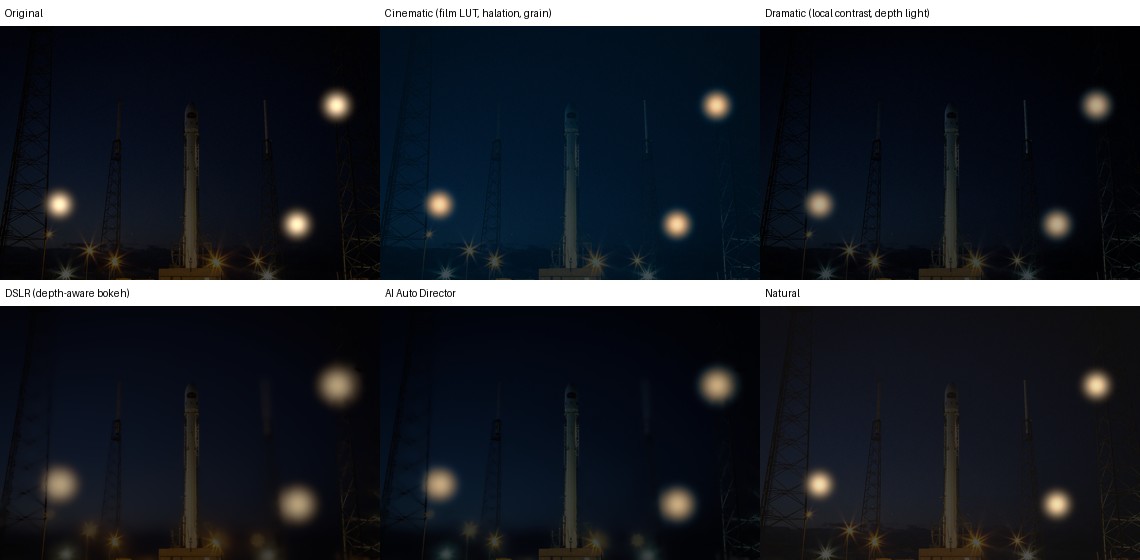 Original
Cinematic (film LUT, halation, grain)
Dramatic (local contrast, depth light)
DSLR (depth-aware bokeh)
AI Auto Director
Natural